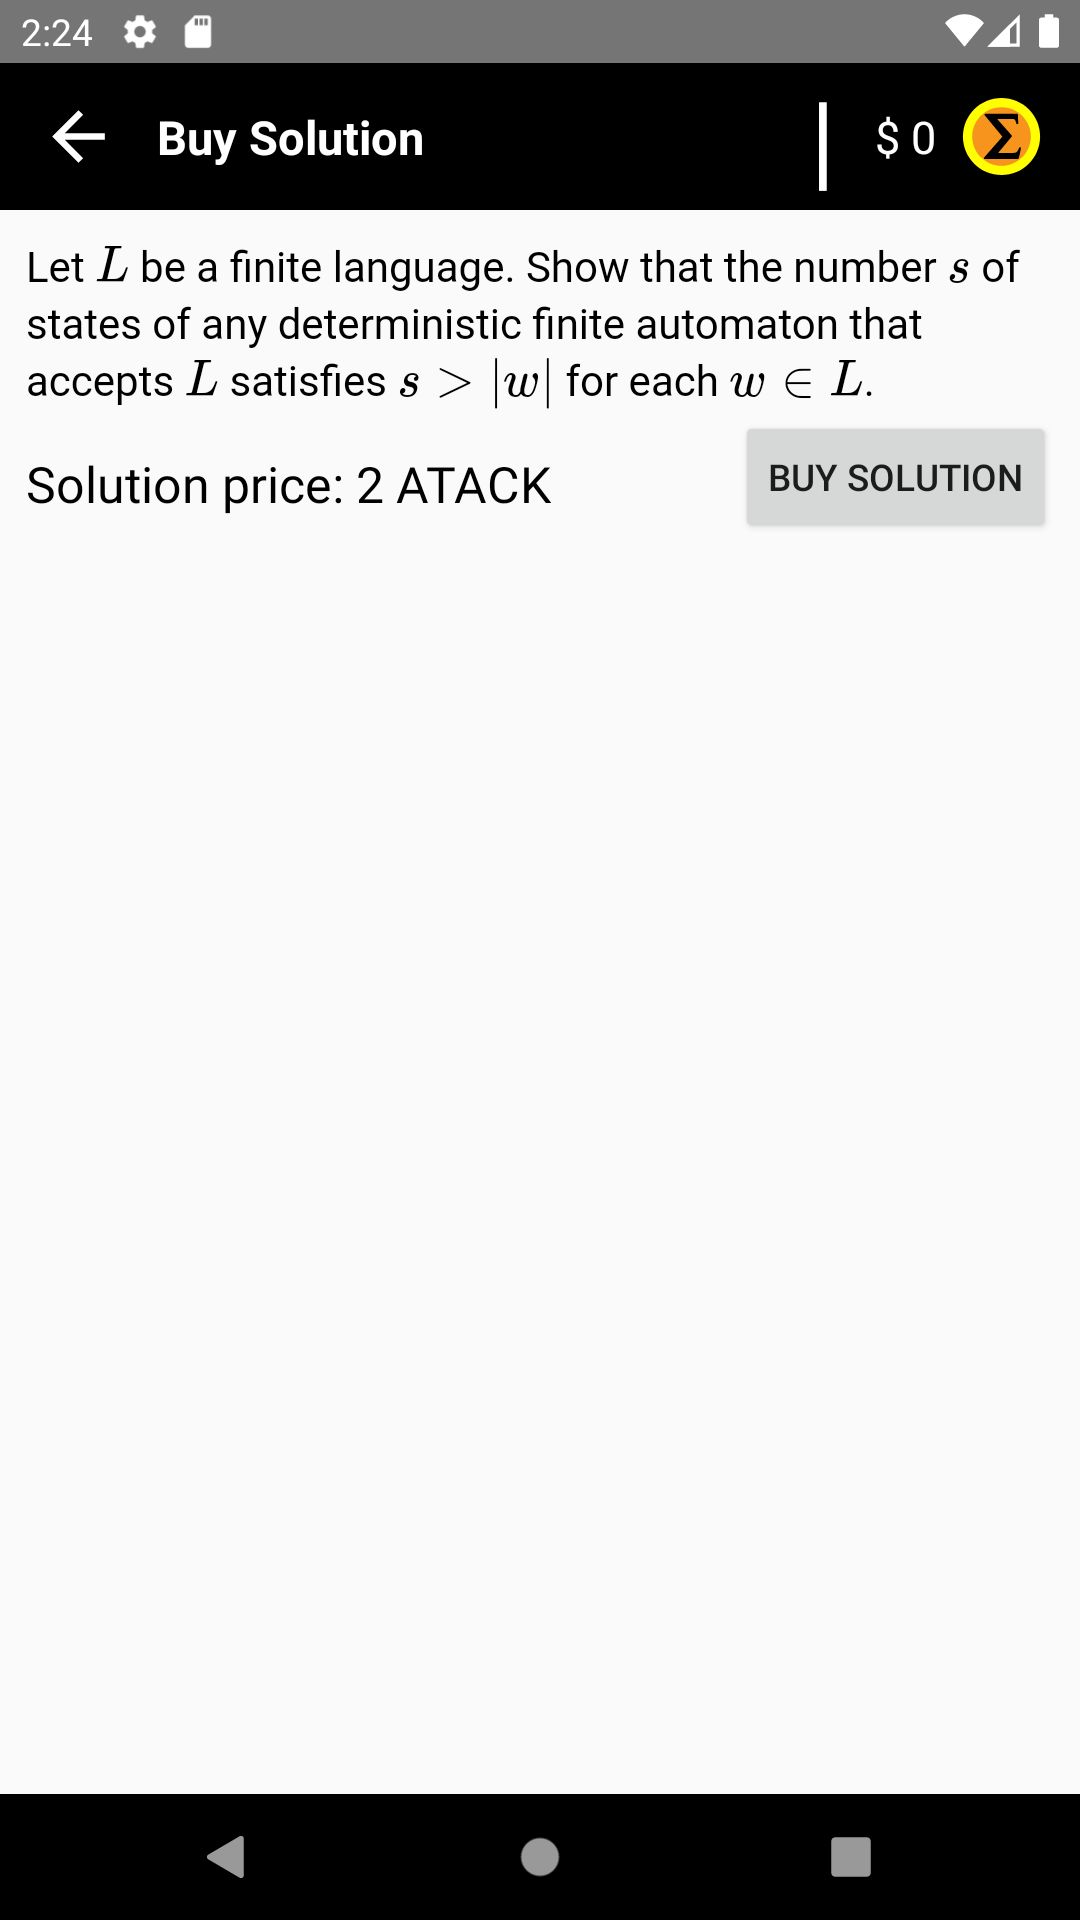 2:24
Buy Solution
$ 0
Σ
Let L be a finite language. Show that the number s of
states of any deterministic finite automaton that
accepts L satisfies s > |w| for each w ∈ L.
Solution price: 2 ATACK
BUY SOLUTION